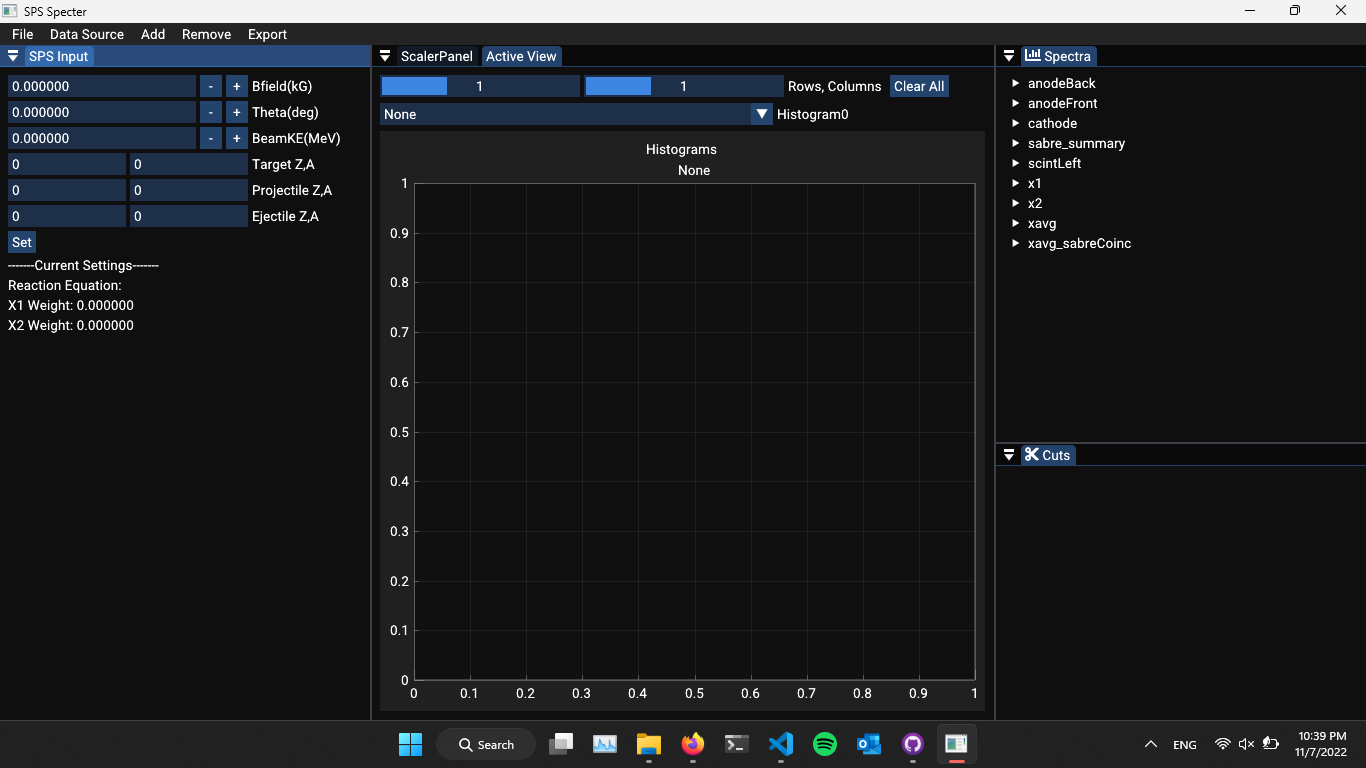 SPS Specter
File Data Source Add Remove Export
SPS Input
0.000000 - + Bfield(kG)
0.000000 - + Theta(deg)
0.000000 - + BeamKE(MeV)
0 0 Target Z,A
0 0 Projectile Z,A
0 0 Ejectile Z,A
Set
-------Current Settings-------
Reaction Equation:
X1 Weight: 0.000000
X2 Weight: 0.000000
ScalerPanel Active View
1 1 Rows, Columns Clear All
None Histogram0
Histograms
None
1
0.9
0.8
0.7
0.6
0.5
0.4
0.3
0.2
0.1
0
0 0.1 0.2 0.3 0.4 0.5 0.6 0.7 0.8 0.9 1
Spectra
anodeBack
anodeFront
cathode
sabre_summary
scintLeft
x1
x2
xavg
xavg_sabreCoinc
Cuts
Search
ENG
10:39 PM
11/7/2022